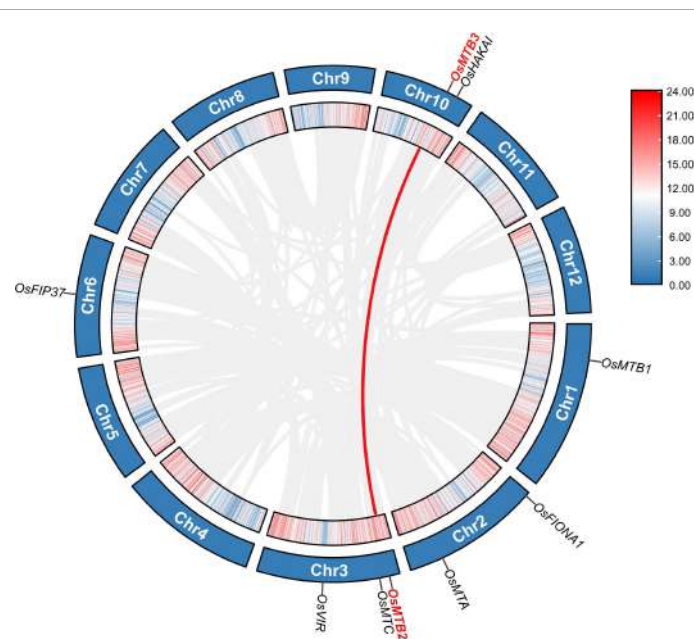 OsMTB3
OsHAKAI
Chr9
Chr8
Chr10
24.00
21.00
18.00
15.00
12.00
9.00
6.00
3.00
0.00
Chr7
Chr11
Chr6
OsFIP37
Chr12
Chr5
Chr1
OsMTB1
Chr4
Chr2
OsFIONA1
Chr3
OsMTA
OsVIR
OsMTC
OsMTB2